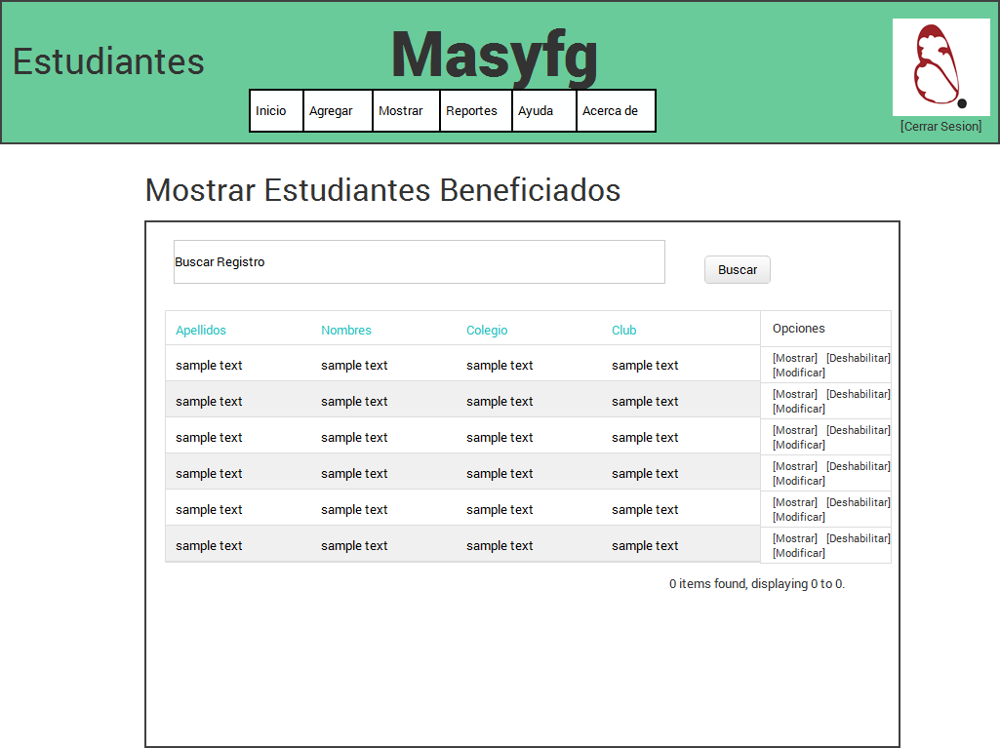 Estudiantes
Masyfg
Inicio Agregar Mostrar Reportes Ayuda Acerca de
[Cerrar Sesion]
Mostrar Estudiantes Beneficiados
Buscar Registro Buscar
Apellidos Nombres Colegio Club Opciones
sample text sample text sample text sample text [Mostrar] [Deshabilitar]
[Modificar]
sample text sample text sample text sample text [Mostrar] [Deshabilitar]
[Modificar]
sample text sample text sample text sample text [Mostrar] [Deshabilitar]
[Modificar]
sample text sample text sample text sample text [Mostrar] [Deshabilitar]
[Modificar]
sample text sample text sample text sample text [Mostrar] [Deshabilitar]
[Modificar]
sample text sample text sample text sample text [Mostrar] [Deshabilitar]
[Modificar]
0 items found, displaying 0 to 0.